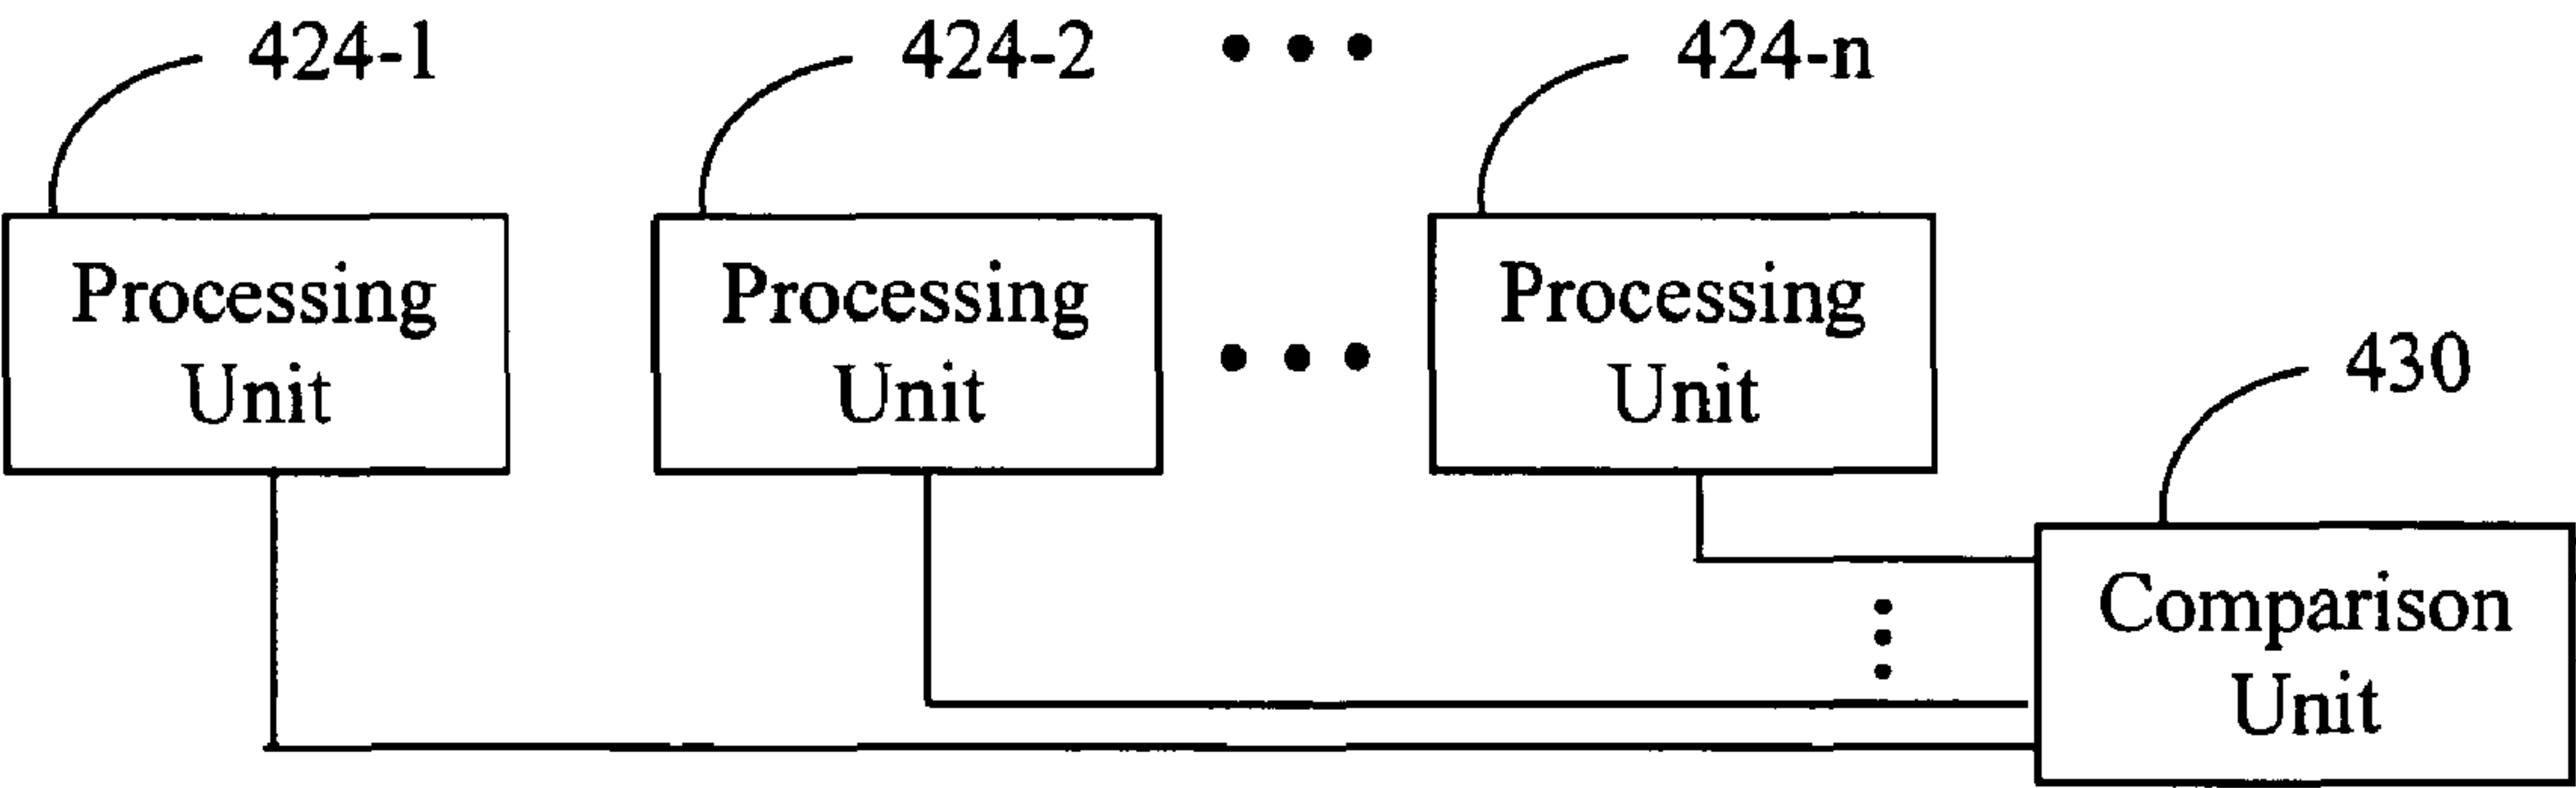 424-1
424-2
• • •
424-n
Processing
Unit
Processing
Unit
• • •
Processing
Unit
430
Comparison
Unit